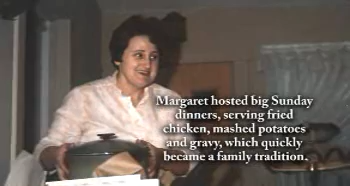 Margaret hosted big Sunday
dinners, serving fried
chicken, mashed potatoes
and gravy, which quickly
became a family tradition.